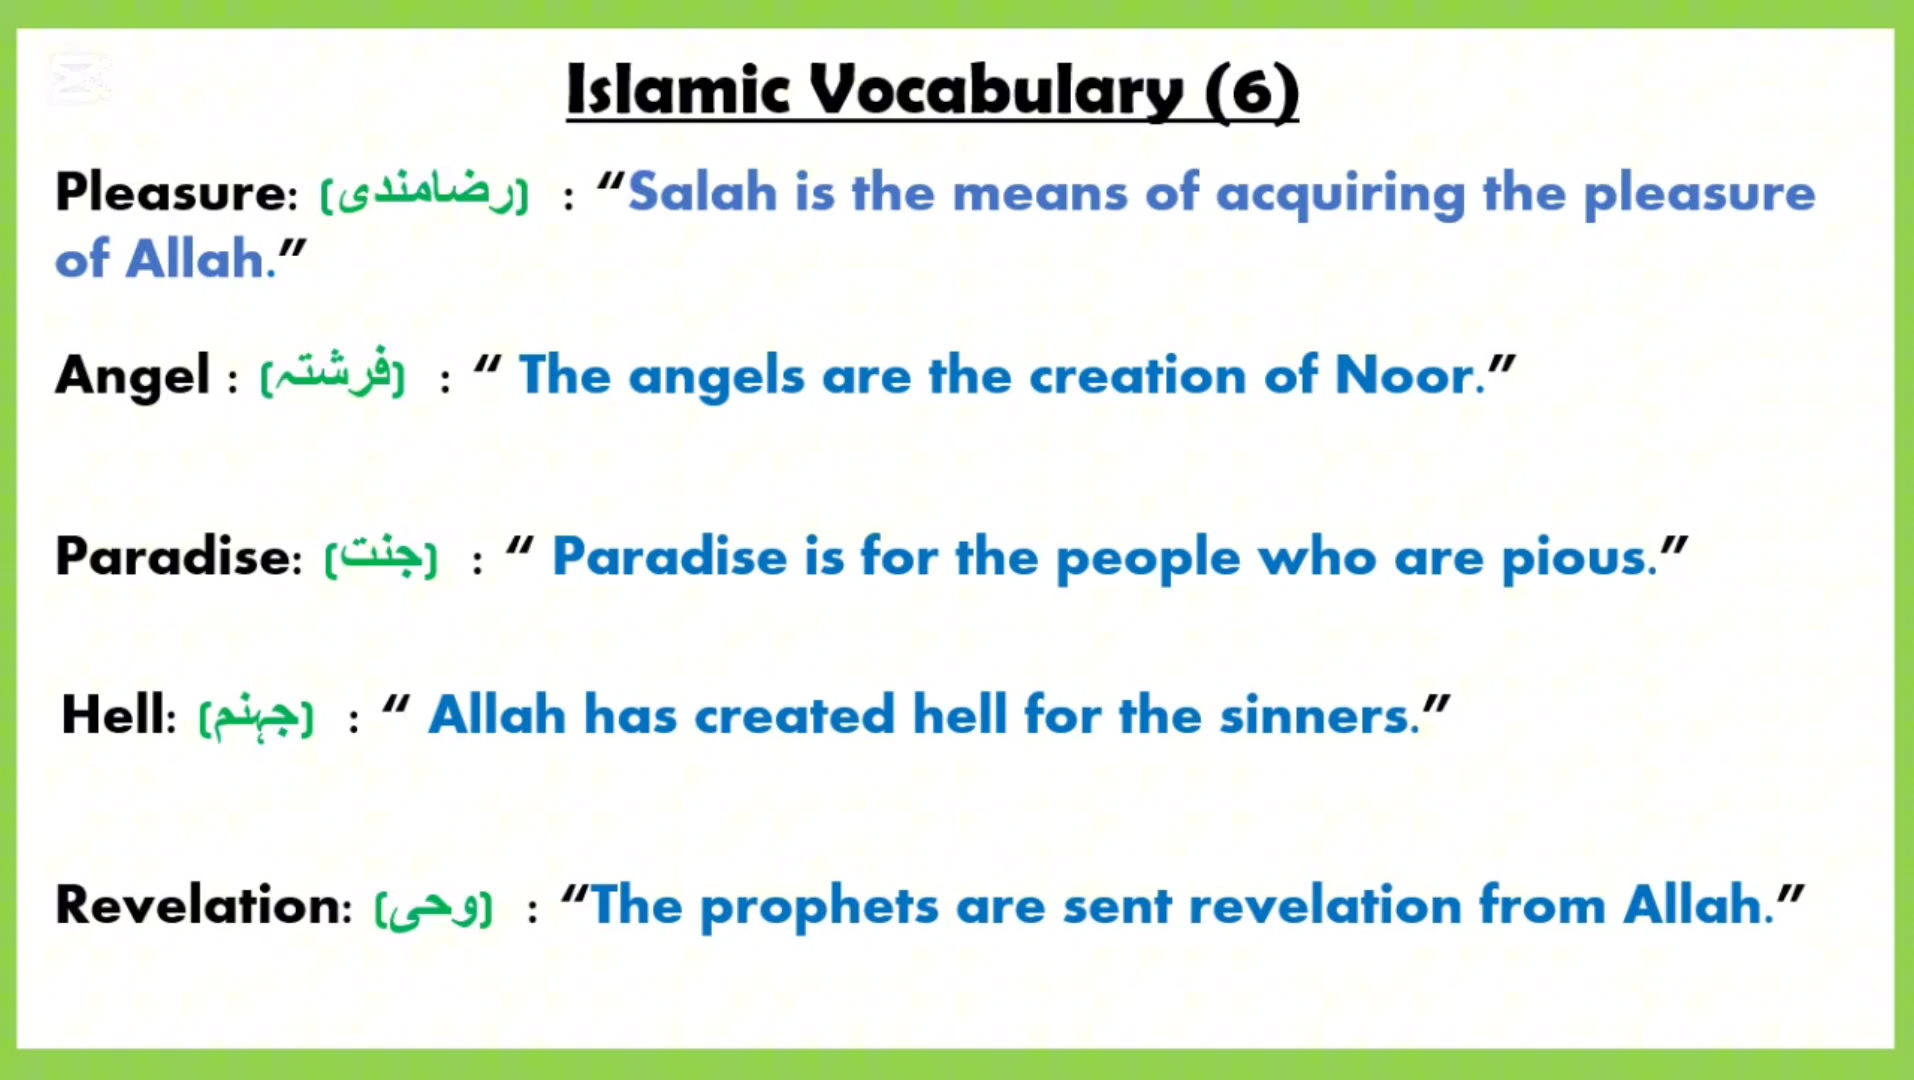 Islamic Vocabulary (6)
Pleasure: (رضامندی) : “Salah is the means of acquiring the pleasure
of Allah.”
Angel : (فرشتہ) : “ The angels are the creation of Noor.”
Paradise: (جنت) : “ Paradise is for the people who are pious.”
Hell: (جہنم) : “ Allah has created hell for the sinners.”
Revelation: (وحی) : “The prophets are sent revelation from Allah.”